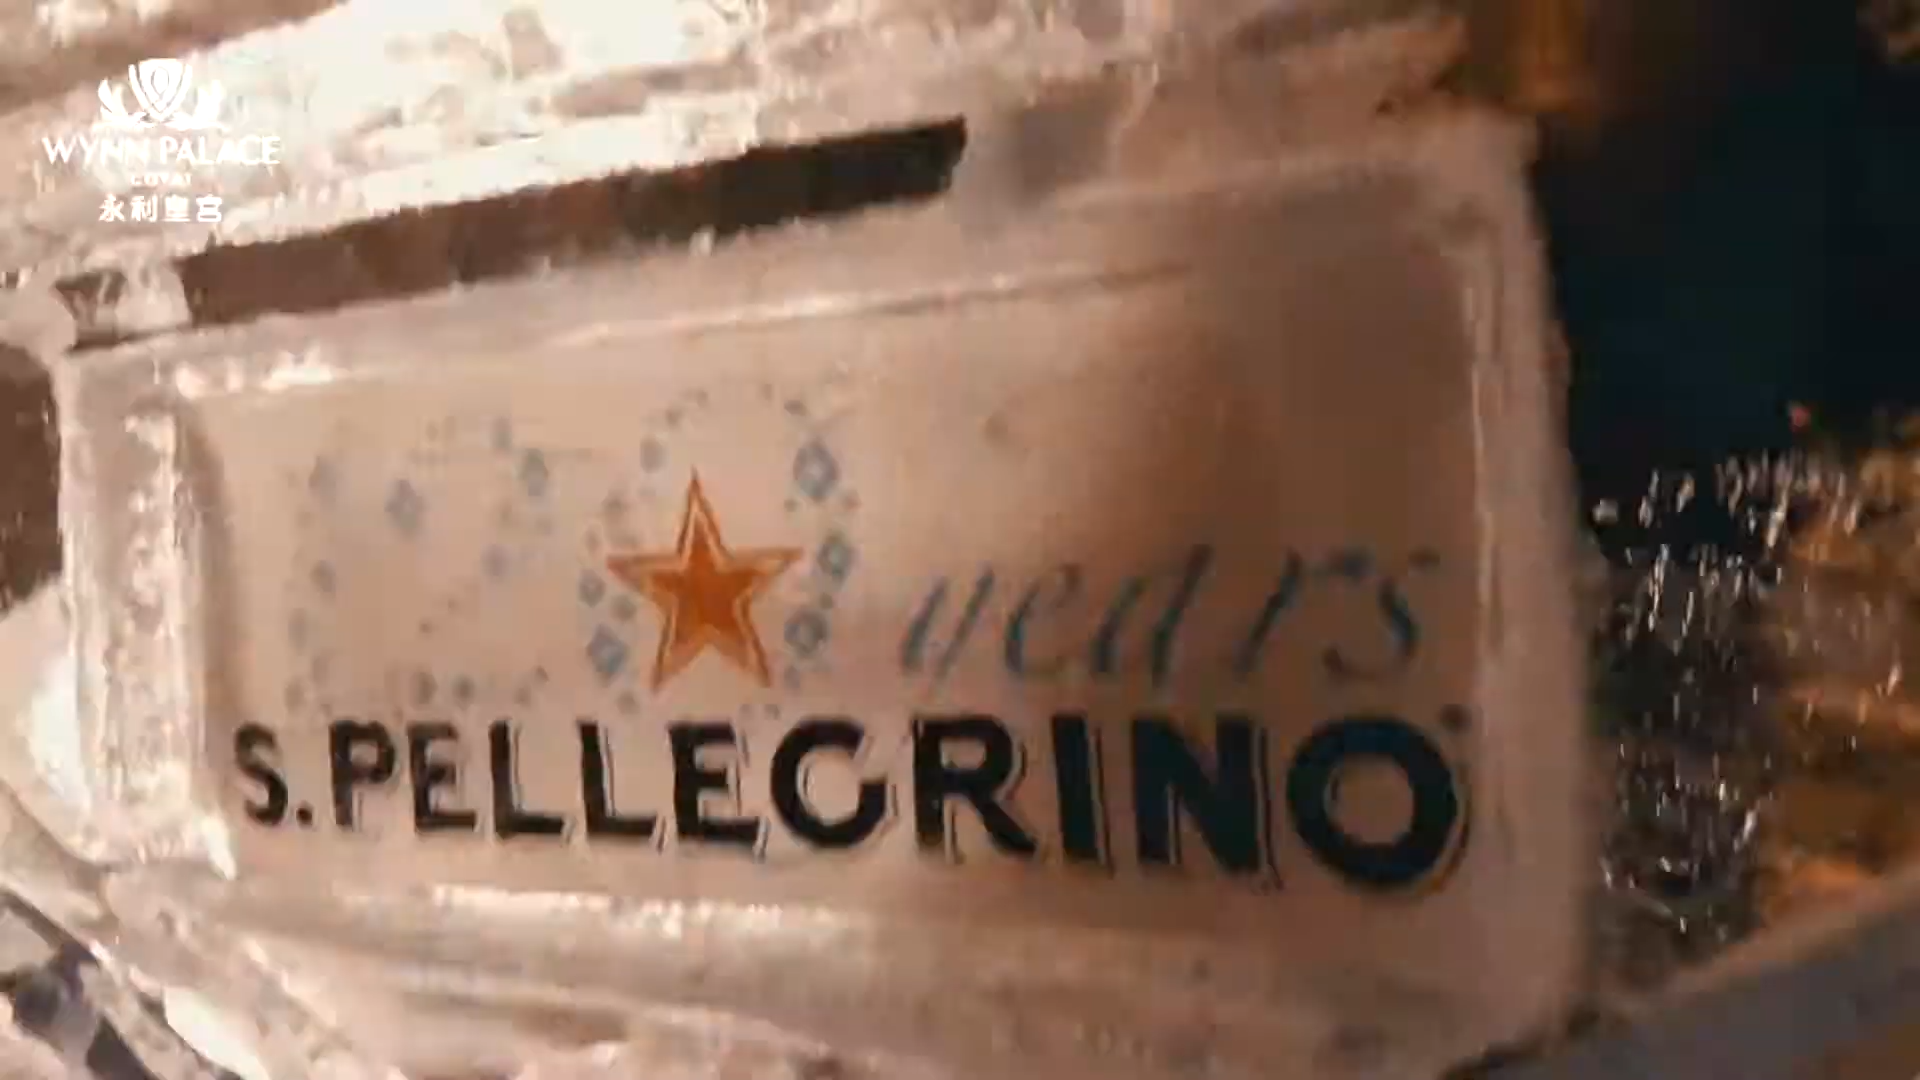 WYNN PALACE
COTAI
永利皇宮
years
S.PELLEGRINO